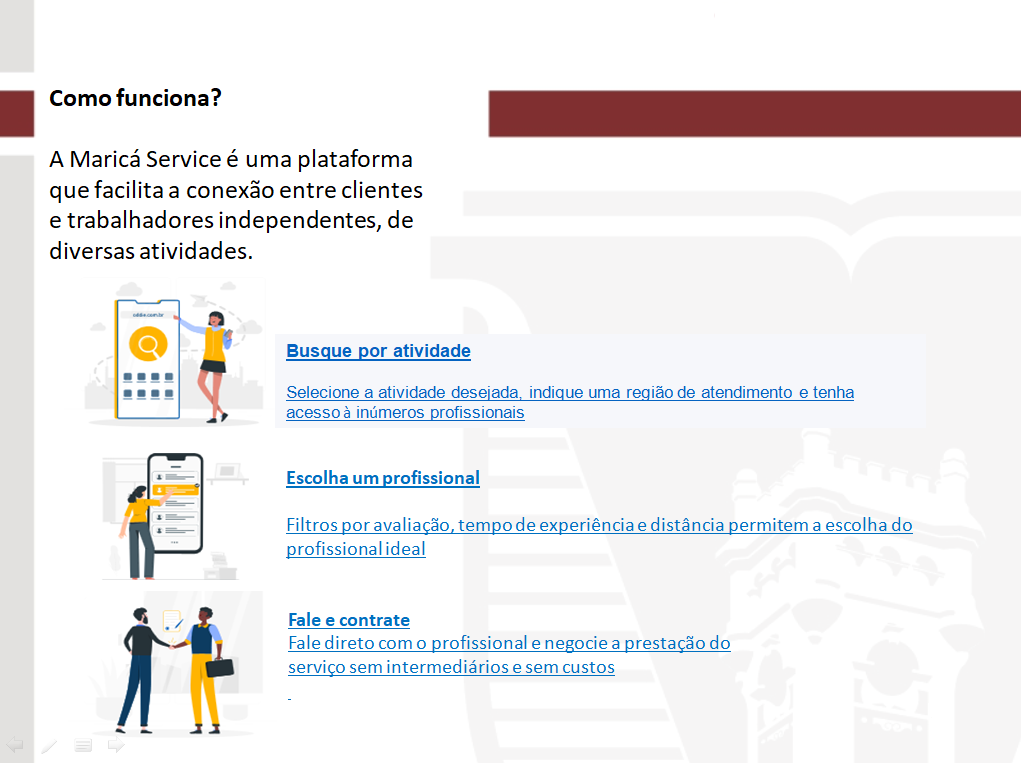 Como funciona?
A Maricá Service é uma plataforma
que facilita a conexão entre clientes
e trabalhadores independentes, de
diversas atividades.
Busque por atividade
Selecione a atividade desejada, indique uma região de atendimento e tenha
acesso à inúmeros profissionais
Escolha um profissional
Filtros por avaliação, tempo de experiência e distância permitem a escolha do
profissional ideal
Fale e contrate
Fale direto com o profissional e negocie a prestação do
serviço sem intermediários e sem custos
-